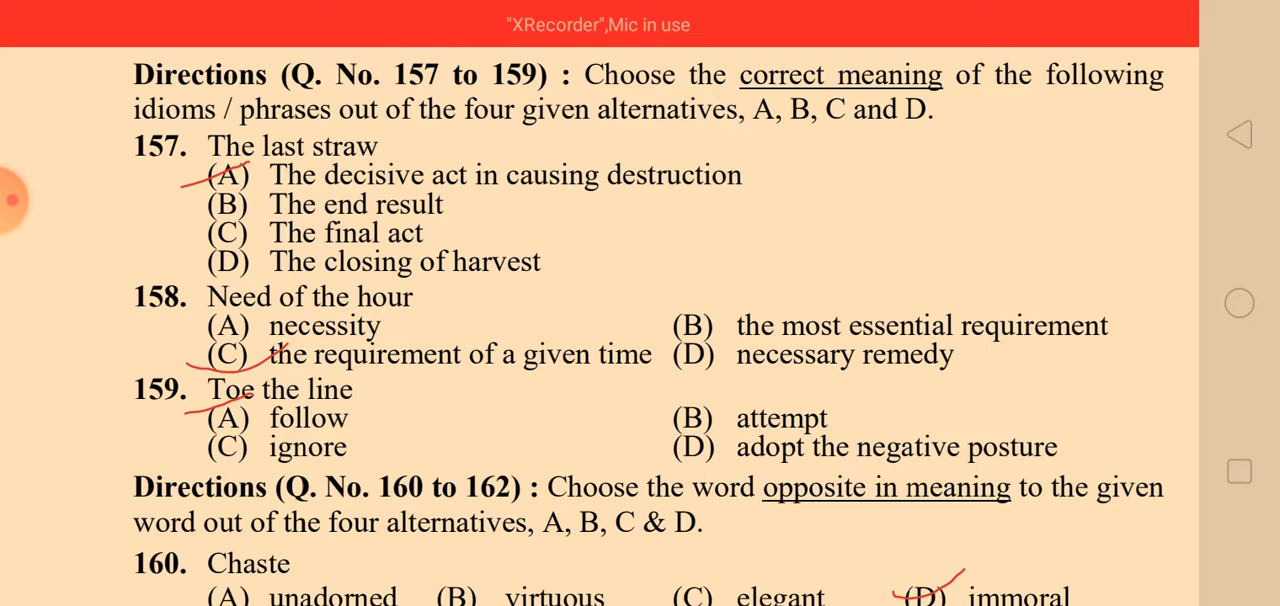 "XRecorder",Mic in use
Directions (Q. No. 157 to 159) : Choose the correct meaning of the following
idioms / phrases out of the four given alternatives, A, B, C and D.
157. The last straw
(A) The decisive act in causing destruction
(B) The end result
(C) The final act
(D) The closing of harvest
158. Need of the hour
(A) necessity (B) the most essential requirement
(C) the requirement of a given time (D) necessary remedy
159. Toe the line
(A) follow (B) attempt
(C) ignore (D) adopt the negative posture
Directions (Q. No. 160 to 162) : Choose the word opposite in meaning to the given
word out of the four alternatives, A, B, C & D.
160. Chaste
(A) unadorned (B) virtuous (C) elegant (D) immoral